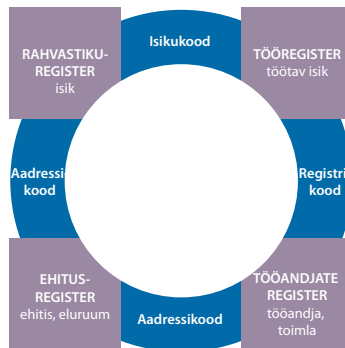 Isikukood
RAHVASTIKU-
REGISTER
isik
TÖÖREGISTER
töötav isik
Aadressi
kood
Registri
kood
EHITUS-
REGISTER
ehitis, eluruum
TÖÖANDJATE
REGISTER
tööandja,
toimla
Aadressikood